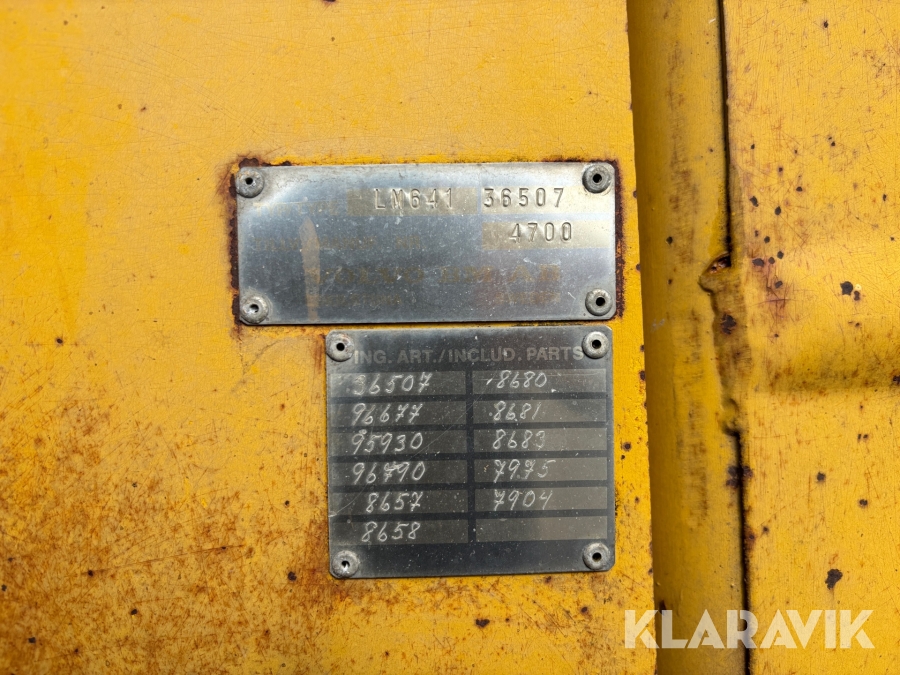 LM641 36507
4700
ING. ART./INCLUD. PARTS
36507 8680
96677 8681
95930 8683
96790 7975
8657 7904
8658
KLARAVIK